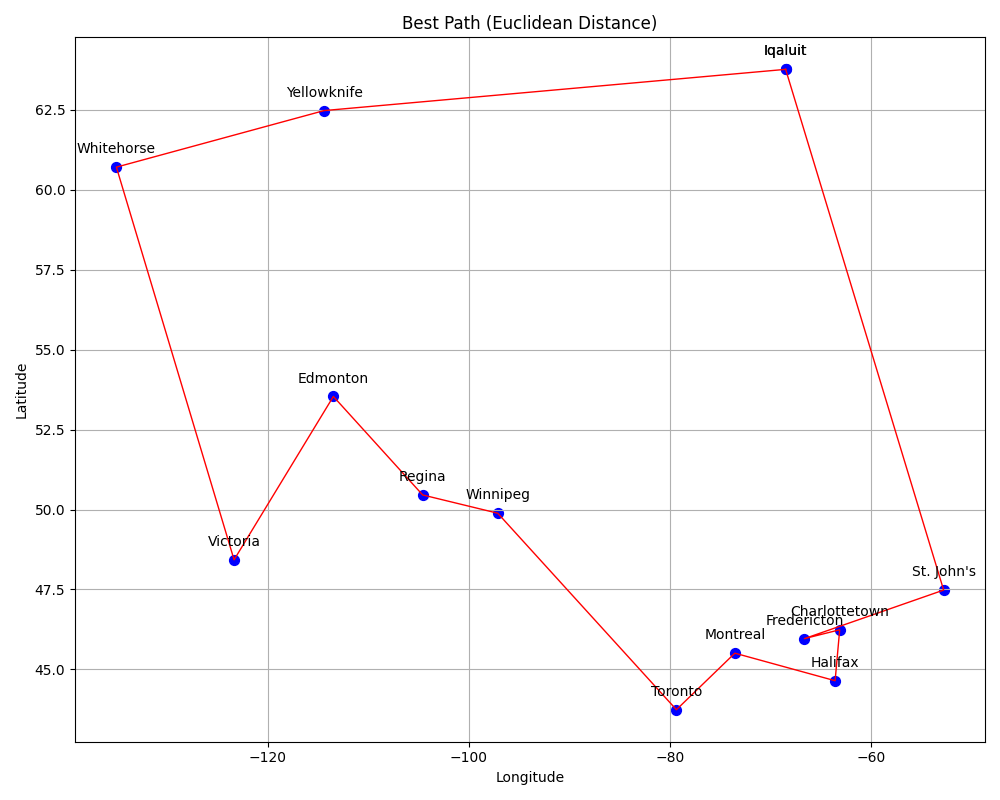 Best Path (Euclidean Distance)
Iqaluit
Yellowknife
62.5
Whitehorse
60.0
57.5
55.0
Latitude
Edmonton
52.5
Regina
Winnipeg
50.0
Victoria
47.5
St. John's
Charlottetown
Fredericton
Montreal
Halifax
45.0
Toronto
−120
−100
−80
−60
Longitude